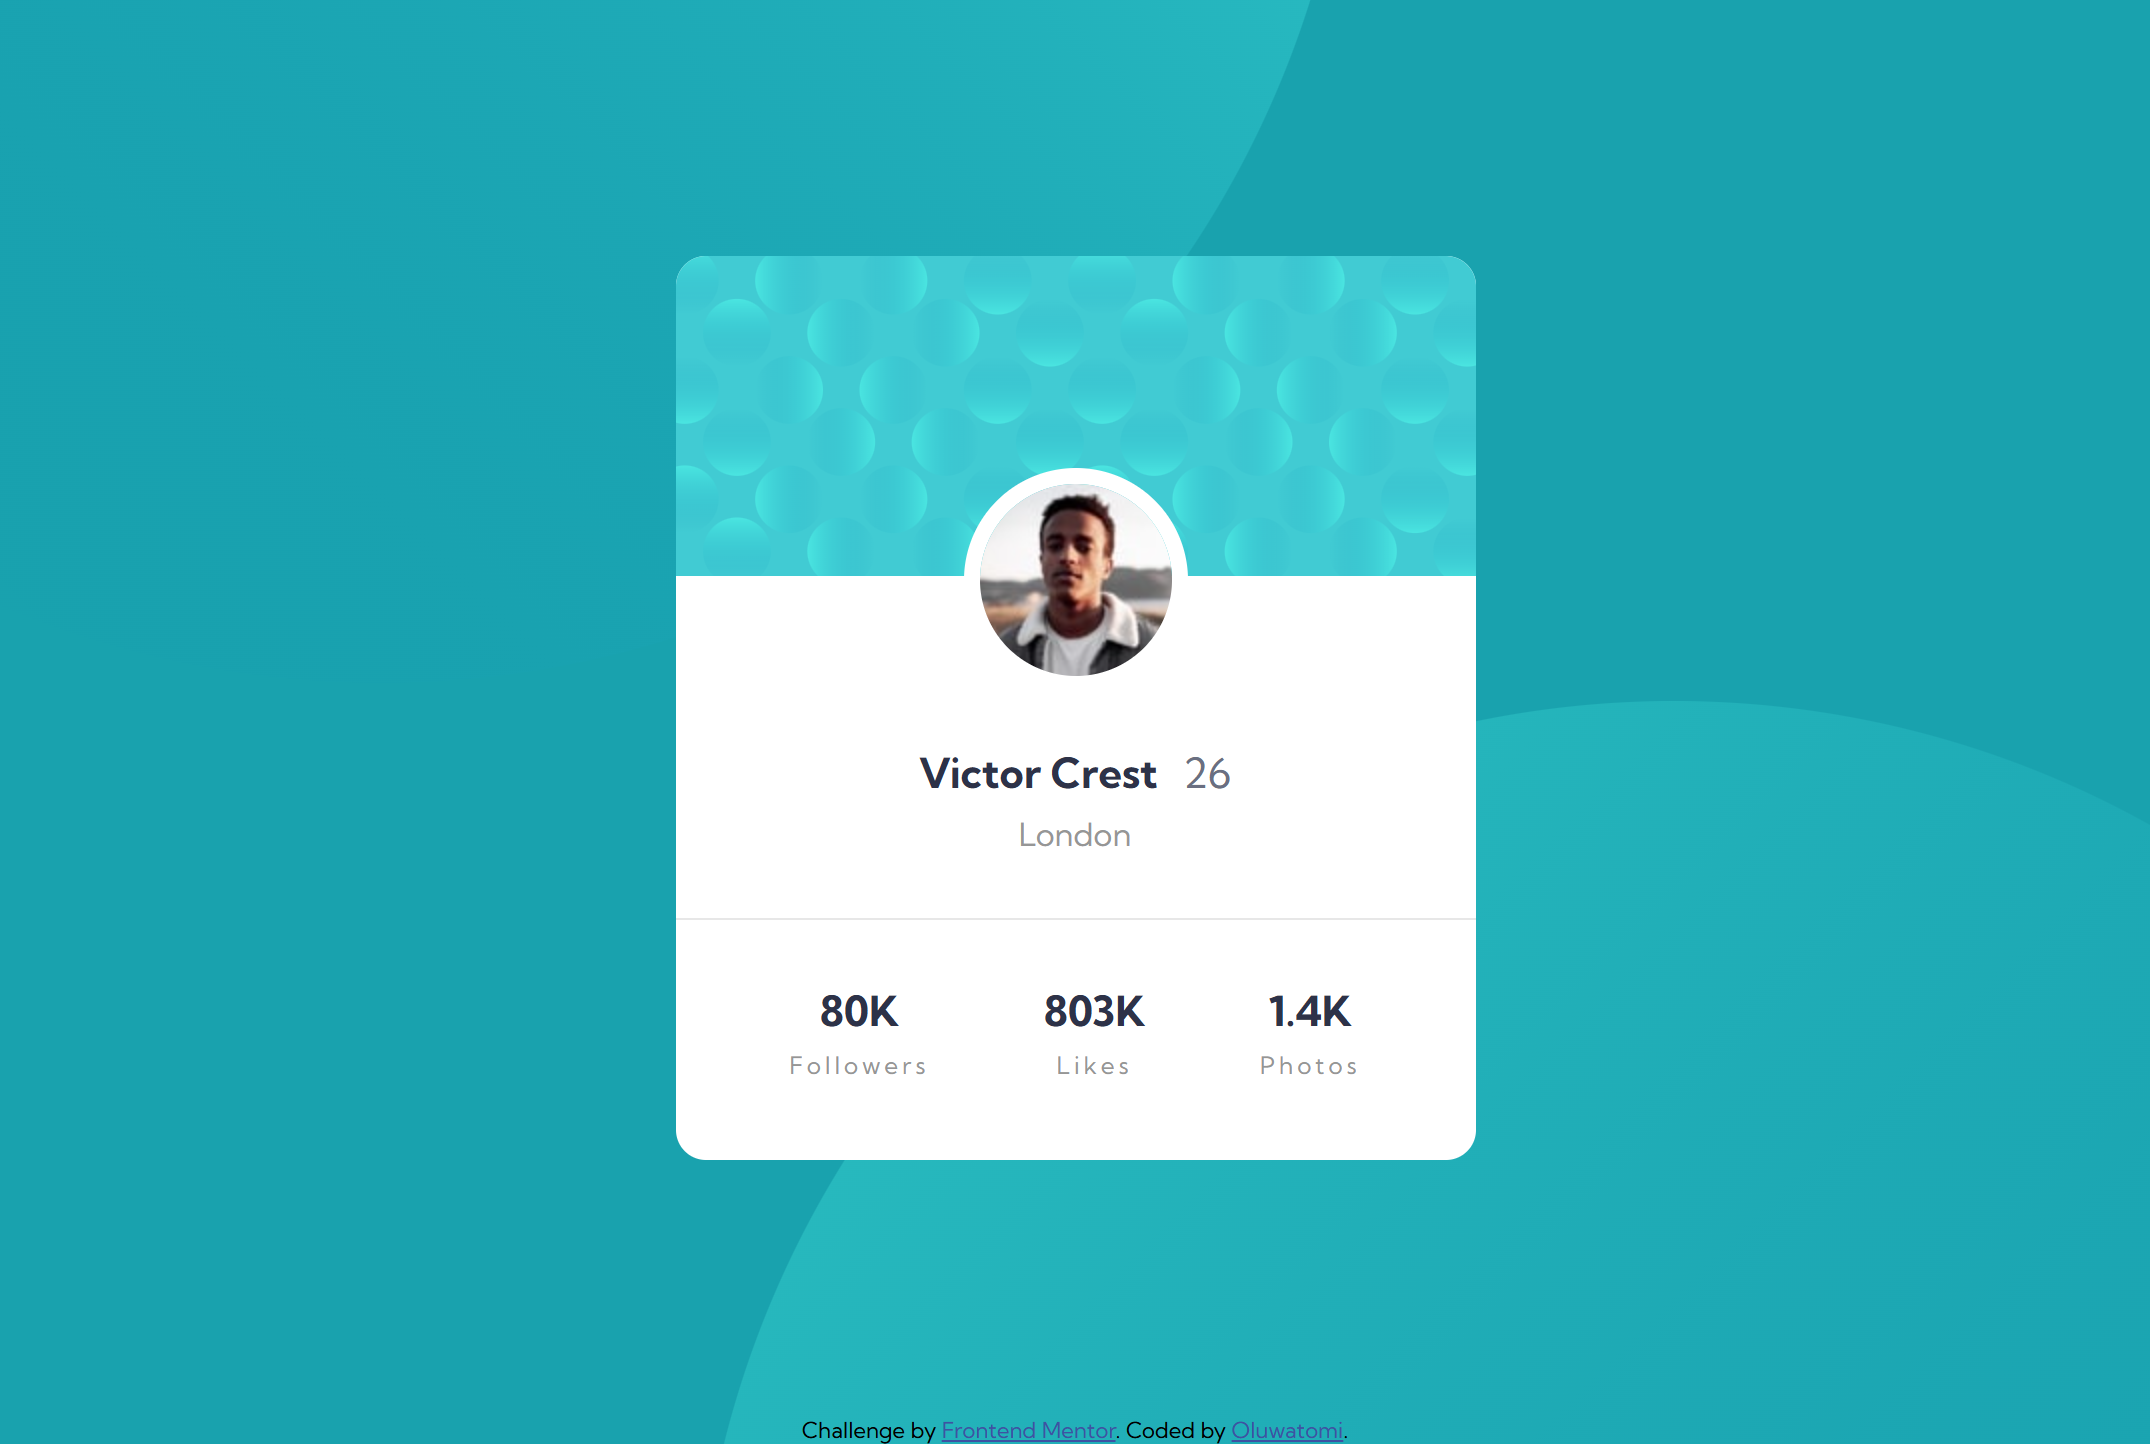 Victor Crest 26
London
80K 803K 1.4K
Followers Likes Photos
Challenge by Frontend Mentor. Coded by Oluwatomi.